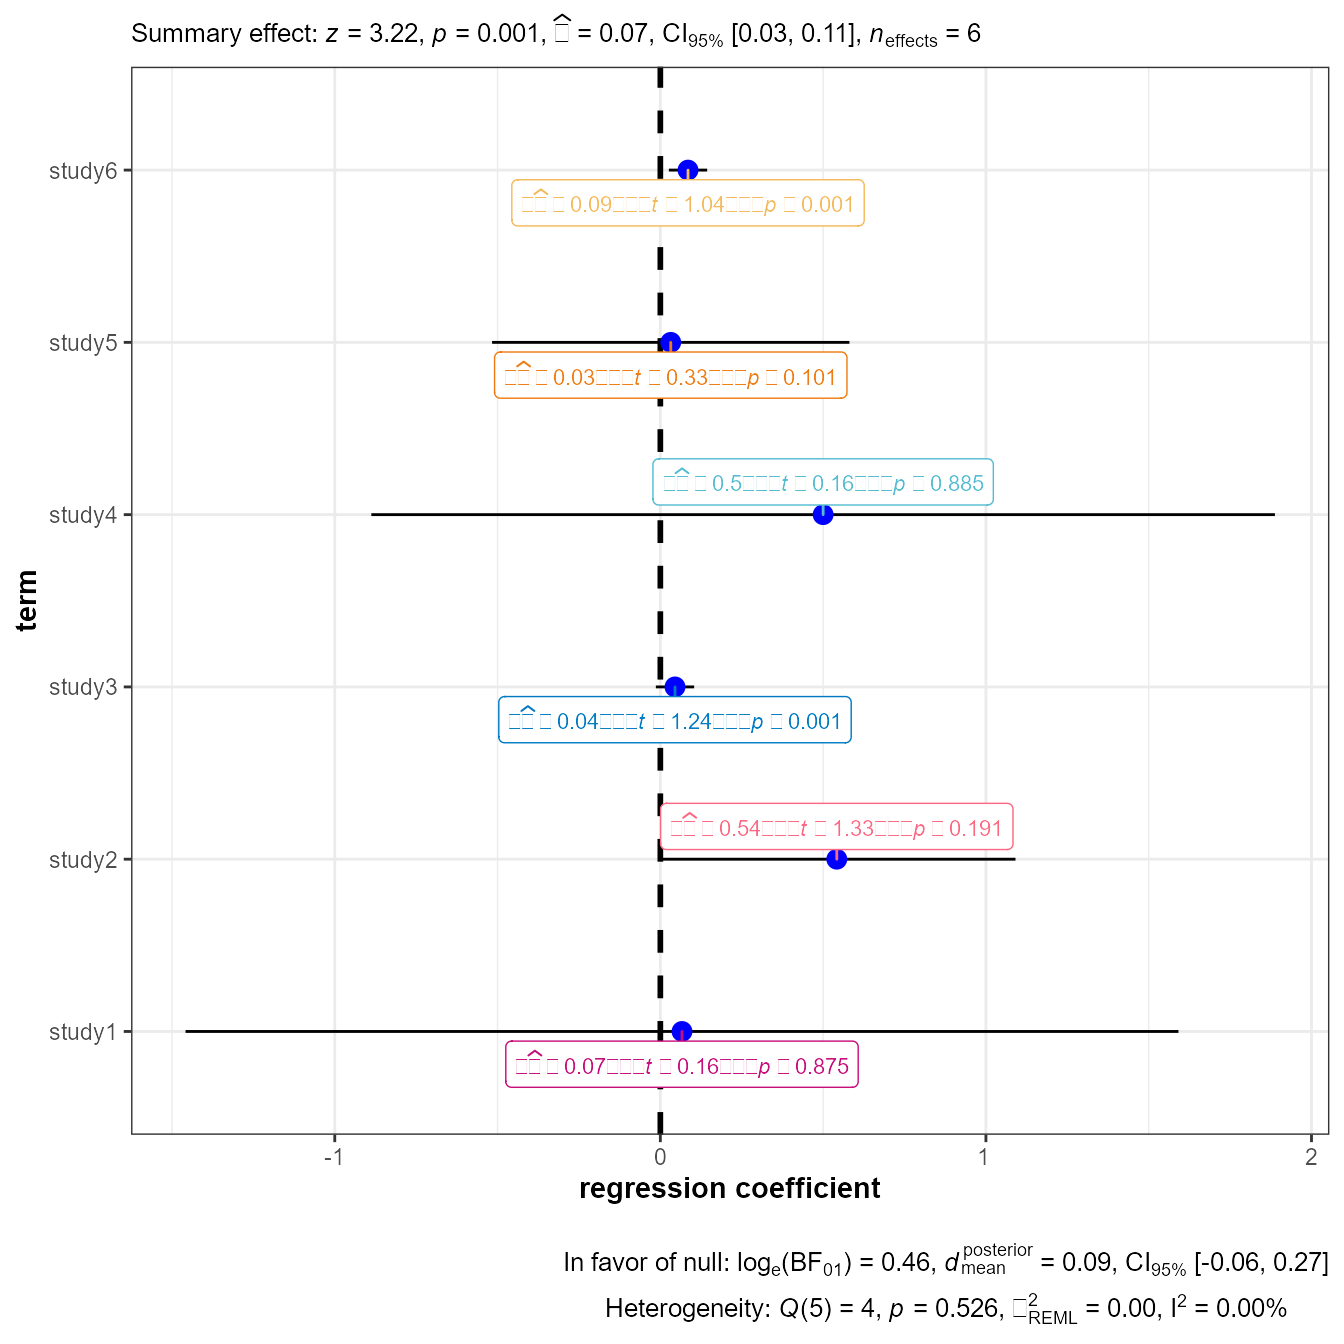 Summary effect: z = 3.22, p = 0.001, □̂ = 0.07, CI95% [0.03, 0.11], neffects = 6
study6
□□̂ □ 0.09□□□t □ 1.04□□□p □ 0.001
study5
□□̂ □ 0.03□□□t □ 0.33□□□p □ 0.101
□□̂ □ 0.5□□□t □ 0.16□□□p □ 0.885
study4
term
study3
□□̂ □ 0.04□□□t □ 1.24□□□p □ 0.001
□□̂ □ 0.54□□□t □ 1.33□□□p □ 0.191
study2
study1
□□̂ □ 0.07□□□t □ 0.16□□□p □ 0.875
-1 0 1 2
regression coefficient
In favor of null: loge(BF01) = 0.46, d posterior mean = 0.09, CI95% [-0.06, 0.27]
Heterogeneity: Q(5) = 4, p = 0.526, □²REML = 0.00, I² = 0.00%